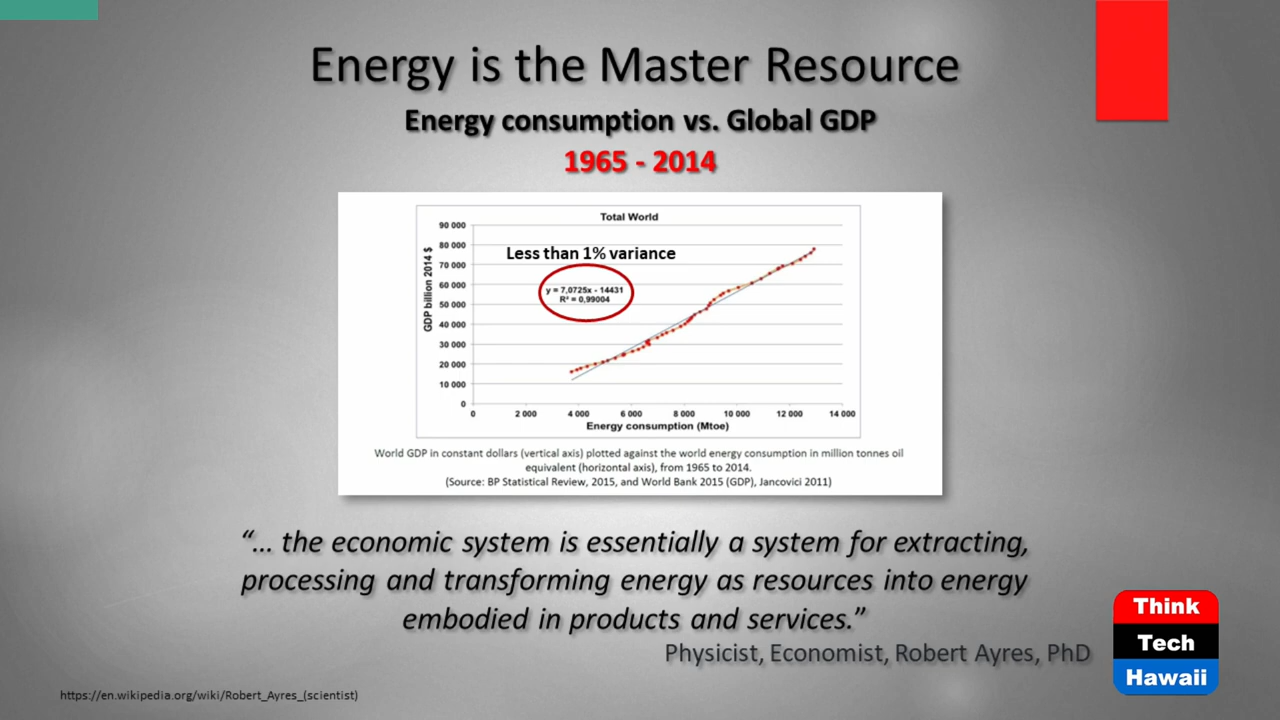 Energy is the Master Resource
Energy consumption vs. Global GDP
1965 - 2014
Total World
90 000
80 000
70 000
60 000
50 000
40 000
30 000
20 000
10 000
0
GDP billion 2014 $
Less than 1% variance
y = 7,0725x - 14431
R² = 0,99004
0 2 000 4 000 6 000 8 000 10 000 12 000 14 000
Energy consumption (Mtoe)
World GDP in constant dollars (vertical axis) plotted against the world energy consumption in million tonnes oil
equivalent (horizontal axis), from 1965 to 2014.
(Source: BP Statistical Review, 2015, and World Bank 2015 (GDP), Jancovici 2011)
“... the economic system is essentially a system for extracting,
processing and transforming energy as resources into energy
embodied in products and services.”
Physicist, Economist, Robert Ayres, PhD
Think
Tech
Hawaii
https://en.wikipedia.org/wiki/Robert_Ayres_(scientist)